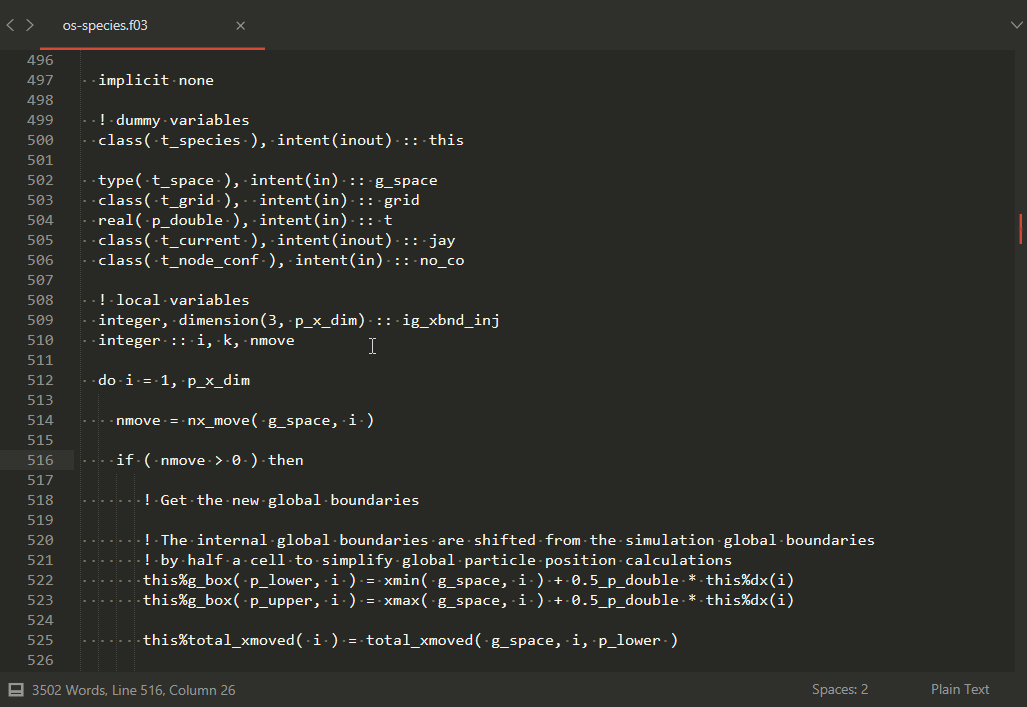 os-species.f03
496
497 implicit none
498
499 ! dummy variables
500 class( t_species ), intent(inout) :: this
501
502 type( t_space ), intent(in) :: g_space
503 class( t_grid ),  intent(in) :: grid
504 real( p_double ), intent(in) :: t
505 class( t_current ), intent(inout) :: jay
506 class( t_node_conf ), intent(in) :: no_co
507
508 ! local variables
509 integer, dimension(3, p_x_dim) :: ig_xbnd_inj
510 integer :: i, k, nmove
511
512 do i = 1, p_x_dim
513
514 nmove = nx_move( g_space, i )
515
516 if ( nmove > 0 ) then
517
518 ! Get the new global boundaries
519
520 ! The internal global boundaries are shifted from the simulation global boundaries
521 ! by half a cell to simplify global particle position calculations
522 this%g_box( p_lower, i ) = xmin( g_space, i ) + 0.5_p_double * this%dx(i)
523 this%g_box( p_upper, i ) = xmax( g_space, i ) + 0.5_p_double * this%dx(i)
524
525 this%total_xmoved( i ) = total_xmoved( g_space, i, p_lower )
526
3502 Words, Line 516, Column 26 Spaces: 2 Plain Text